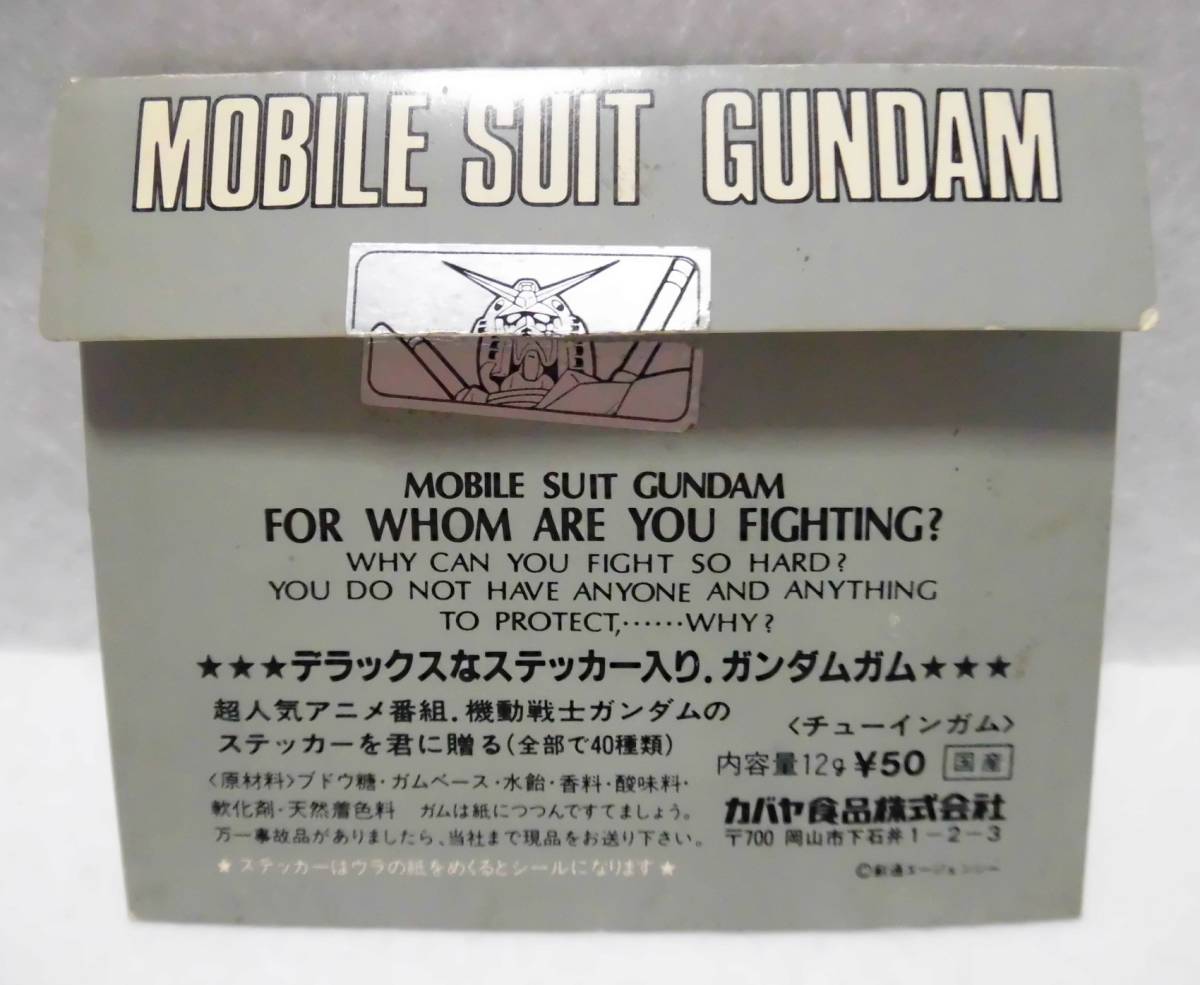 MOBILE SUIT GUNDAM
MOBILE SUIT GUNDAM
FOR WHOM ARE YOU FIGHTING?
WHY CAN YOU FIGHT SO HARD?
YOU DO NOT HAVE ANYONE AND ANYTHING
TO PROTECT,……WHY?
★★★デラックスなステッカー入り.ガンダムガム★★★
超人気アニメ番組.機動戦士ガンダムの
ステッカーを君に贈る(全部で40種類)
〈原材料〉ブドウ糖・ガムベース・水飴・香料・酸味料・
軟化剤・天然着色料 ガムは紙につつんですてましょう。
万一事故品がありましたら、当社まで現品をお送り下さい。
★ステッカーはウラの紙をめくるとシールになります★
〈チューインガム〉
内容量12g ¥50 国産
カバヤ食品株式会社
〒700 岡山市下石井1-2-3
©創通エージェンシー